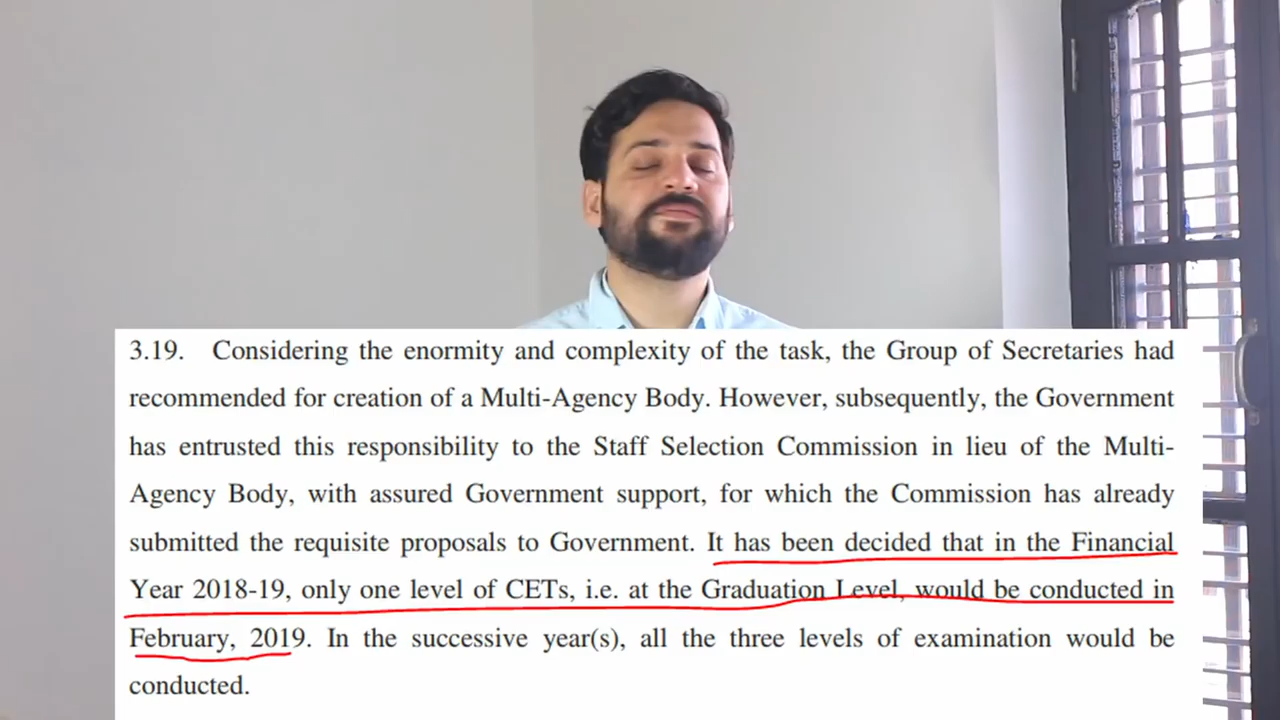 3.19. Considering the enormity and complexity of the task, the Group of Secretaries had
recommended for creation of a Multi-Agency Body. However, subsequently, the Government
has entrusted this responsibility to the Staff Selection Commission in lieu of the Multi-
Agency Body, with assured Government support, for which the Commission has already
submitted the requisite proposals to Government. It has been decided that in the Financial
Year 2018-19, only one level of CETs, i.e. at the Graduation Level, would be conducted in
February, 2019. In the successive year(s), all the three levels of examination would be
conducted.